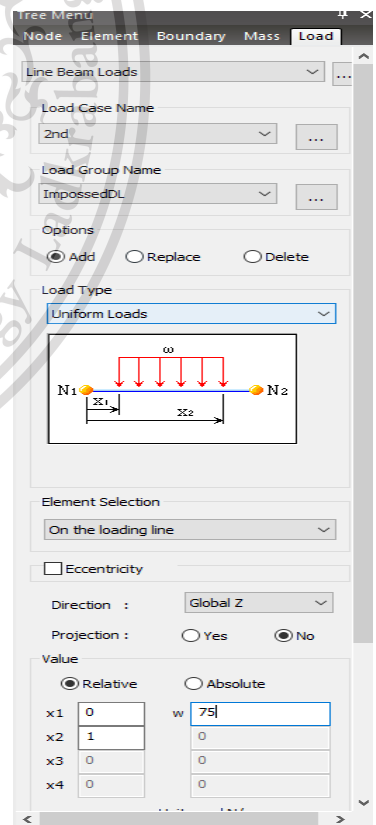 Tree Menu
Node Element Boundary Mass Load
Line Beam Loads ...
Load Case Name
2nd ...
Load Group Name
ImpossedDL ...
Options
Add Replace Delete
Load Type
Uniform Loads
ω
N1 N2
X1
X2
Element Selection
On the loading line
Eccentricity
Direction : Global Z
Projection : Yes No
Value
Relative Absolute
x1 0 w 75
x2 1 0
x3 0 0
x4 0 0